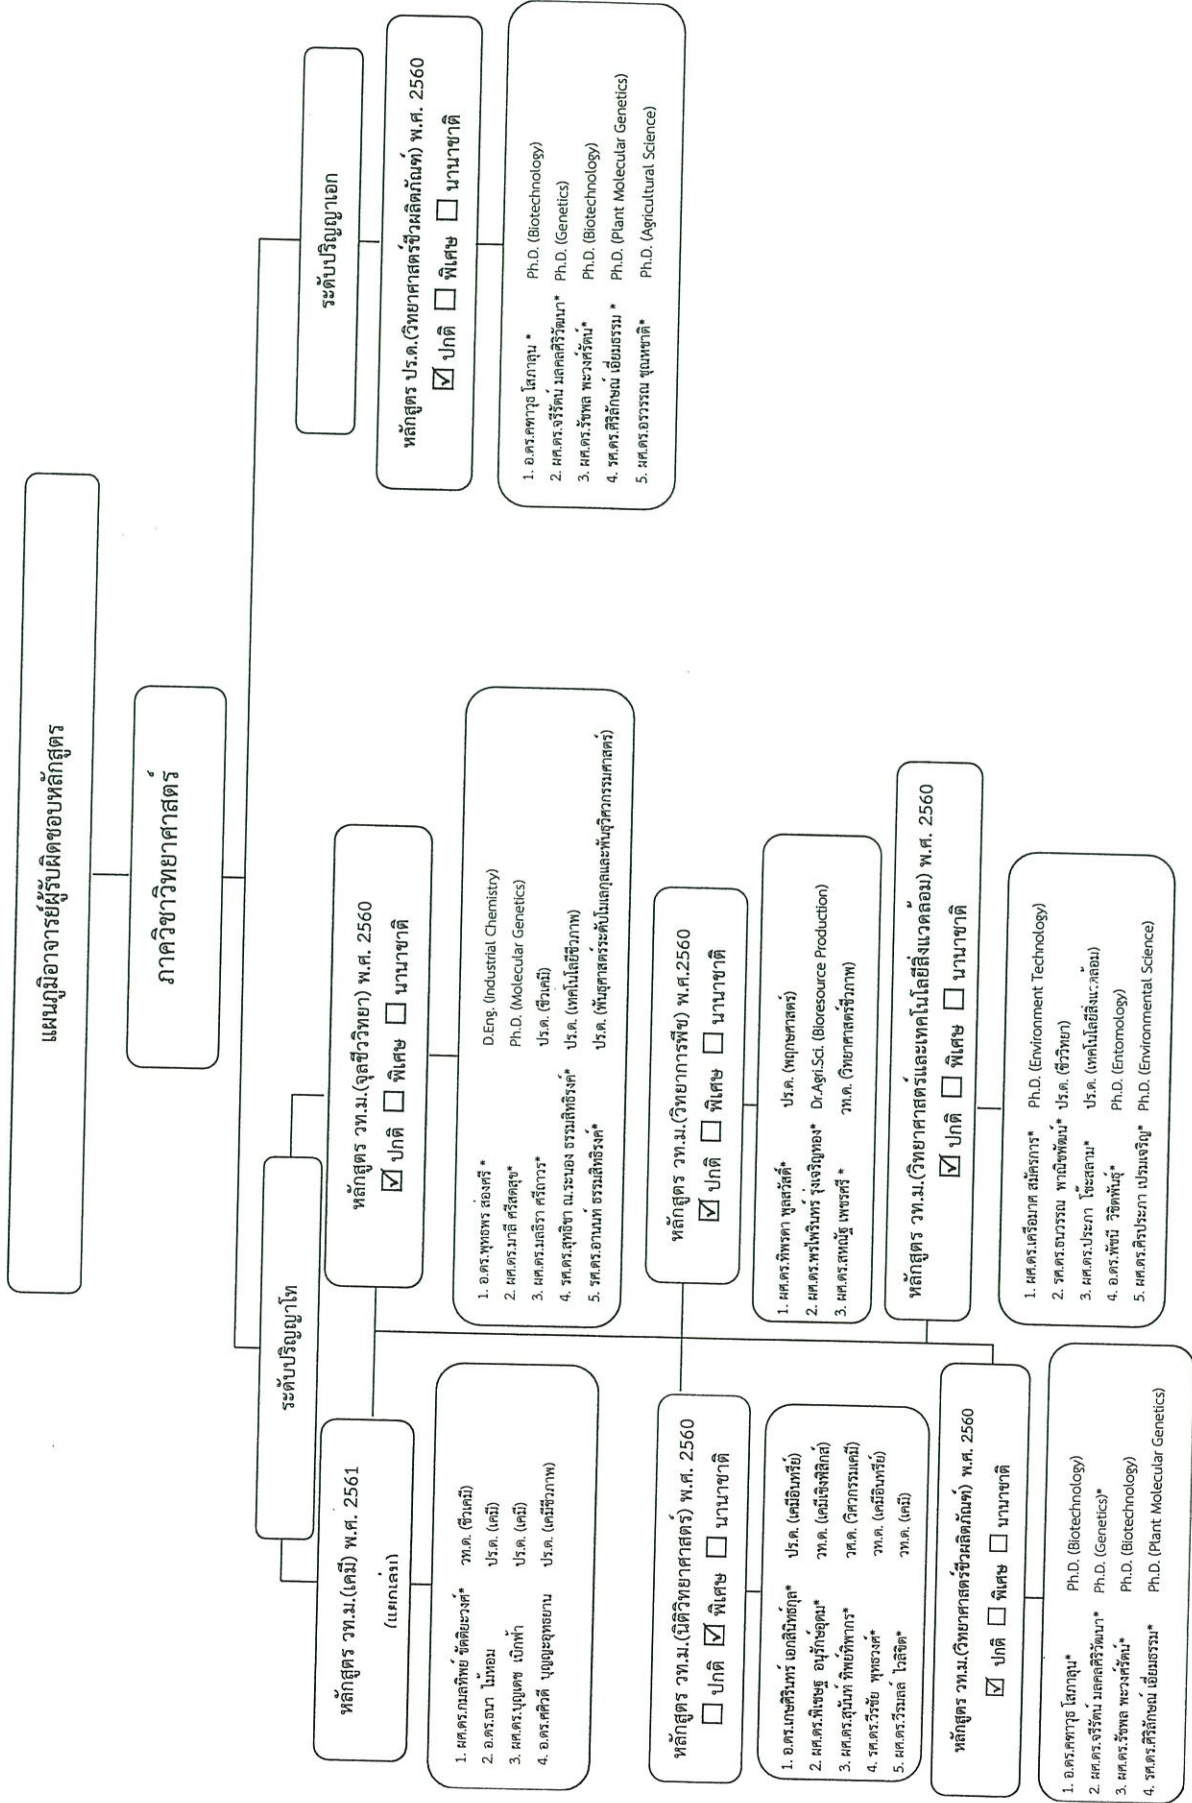 แผนภูมิอาจารย์ผู้รับผิดชอบหลักสูตร
ภาควิชาวิทยาศาสตร์
ระดับปริญญาโท
หลักสูตร วท.ม.(เคมี) พ.ศ. 2561
(แยกเล่ม)
1. ผศ.ดร.กมลทิพย์ ขัตติยะวงศ์* วท.ด. (ชีวเคมี)
2. อ.ดร.ธนา ไม้หอม ปร.ด. (เคมี)
3. ผศ.ดร.บุญเดช เบิกฟ้า ปร.ด. (เคมี)
4. อ.ดร.ศศิวดี บุญญะอุทธยาน ปร.ด. (เคมีชีวภาพ)
หลักสูตร วท.ม.(จุลชีววิทยา) พ.ศ. 2560
☑ ปกติ ☐ พิเศษ ☐ นานาชาติ
1. อ.ดร.พุทธพร ส่องศรี * D.Eng. (Industrial Chemistry)
2. ผศ.ดร.มาลี ศรีสดสุข* Ph.D. (Molecular Genetics)
3. ผศ.ดร.มลธิรา ศรีถาวร* ปร.ด. (ชีวเคมี)
4. รศ.ดร.สุทธิชา ณ.ระนอง ธรรมสิทธิรงค์* ปร.ด. (เทคโนโลยีชีวภาพ)
5. รศ.ดร.อานนท์ ธรรมสิทธิรงค์* ปร.ด. (พันธุศาสตร์ระดับโมเลกุลและพันธุวิศวกรรมศาสตร์)
หลักสูตร วท.ม.(นิติวิทยาศาสตร์) พ.ศ. 2560
☐ ปกติ ☑ พิเศษ ☐ นานาชาติ
1. อ.ดร.เกษศิรินทร์ เอกสินิทธกุล* ปร.ด. (เคมีอินทรีย์)
2. ผศ.ดร.พิเชษฐ อนุรักษ์อุดม* วท.ด. (เคมีเชิงฟิสิกส์)
3. ผศ.ดร.สุนันท์ ทิพย์ทิพากร* วศ.ด. (วิศวกรรมเคมี)
4. รศ.ดร.วีรชัย พุทธวงศ์* วท.ด. (เคมีอินทรีย์)
5. ผศ.ดร.วีรมลล์ ไวลิขิต* วท.ด. (เคมี)
หลักสูตร วท.ม.(วิทยาการพืช) พ.ศ.2560
☑ ปกติ ☐ พิเศษ ☐ นานาชาติ
1. ผศ.ดร.ทิพรดา พูลสวัสดิ์* ปร.ด. (พฤกษศาสตร์)
2. ผศ.ดร.พรไพรินทร์ รุ่งเจริญทอง* Dr.Agri.Sci. (Bioresource Production)
3. ผศ.ดร.สหณัฐ เพชรศรี * วท.ด. (วิทยาศาสตร์ชีวภาพ)
หลักสูตร วท.ม.(วิทยาศาสตร์ชีวผลิตภัณฑ์) พ.ศ. 2560
☑ ปกติ ☐ พิเศษ ☐ นานาชาติ
1. อ.ดร.คฑาวุธ โสภาลุน* Ph.D. (Biotechnology)
2. ผศ.ดร.จรีรัตน์ มลคลศิริวัฒนา* Ph.D. (Genetics)*
3. ผศ.ดร.รัชพล พะวงศ์รัตน์* Ph.D. (Biotechnology)
4. รศ.ดร.ศิริลักษณ์ เอี่ยมธรรม* Ph.D. (Plant Molecular Genetics)
หลักสูตร วท.ม.(วิทยาศาสตร์และเทคโนโลยีสิ่งแวดล้อม) พ.ศ. 2560
☑ ปกติ ☐ พิเศษ ☐ นานาชาติ
1. ผศ.ดร.เครือมาศ สมัครการ* Ph.D. (Environment Technology)
2. รศ.ดร.ธนวรรณ พาณิชพัฒน์* ปร.ด. (ชีววิทยา)
3. ผศ.ดร.ประภา โซ๊ะสลาม* ปร.ด. (เทคโนโลยีสิ่งแวดล้อม)
4. อ.ดร.พัชนี วิชิตพันธุ์* Ph.D. (Entomology)
5. ผศ.ดร.ศิรประภา เปรมเจริญ* Ph.D. (Environmental Science)
ระดับปริญญาเอก
หลักสูตร ปร.ด.(วิทยาศาสตร์ชีวผลิตภัณฑ์) พ.ศ. 2560
☑ ปกติ ☐ พิเศษ ☐ นานาชาติ
1. อ.ดร.คฑาวุธ โสภาลุน * Ph.D. (Biotechnology)
2. ผศ.ดร.จรีรัตน์ มลคลศิริวัฒนา* Ph.D. (Genetics)
3. ผศ.ดร.รัชพล พะวงศ์รัตน์* Ph.D. (Biotechnology)
4. รศ.ดร.ศิริลักษณ์ เอี่ยมธรรม * Ph.D. (Plant Molecular Genetics)
5. ผศ.ดร.อรวรรณ ชุณหชาติ* Ph.D. (Agricultural Science)